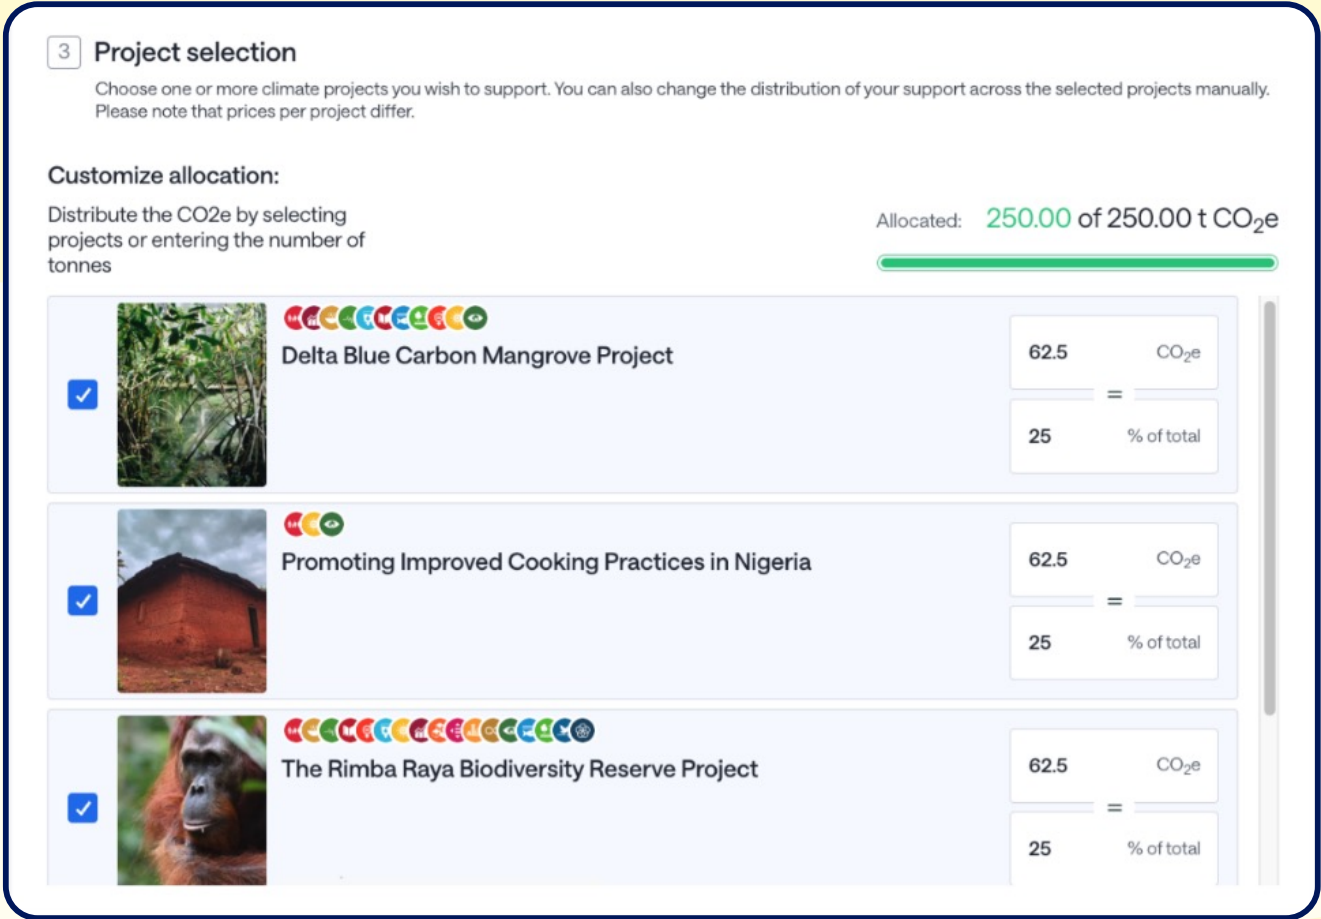 3 Project selection
Choose one or more climate projects you wish to support. You can also change the distribution of your support across the selected projects manually.
Please note that prices per project differ.
Customize allocation:
Distribute the CO2e by selecting
projects or entering the number of
tonnes
Allocated: 250.00 of 250.00 t CO₂e
Delta Blue Carbon Mangrove Project
62.5 CO₂e
=
25 % of total
Promoting Improved Cooking Practices in Nigeria
62.5 CO₂e
=
25 % of total
The Rimba Raya Biodiversity Reserve Project
62.5 CO₂e
=
25 % of total